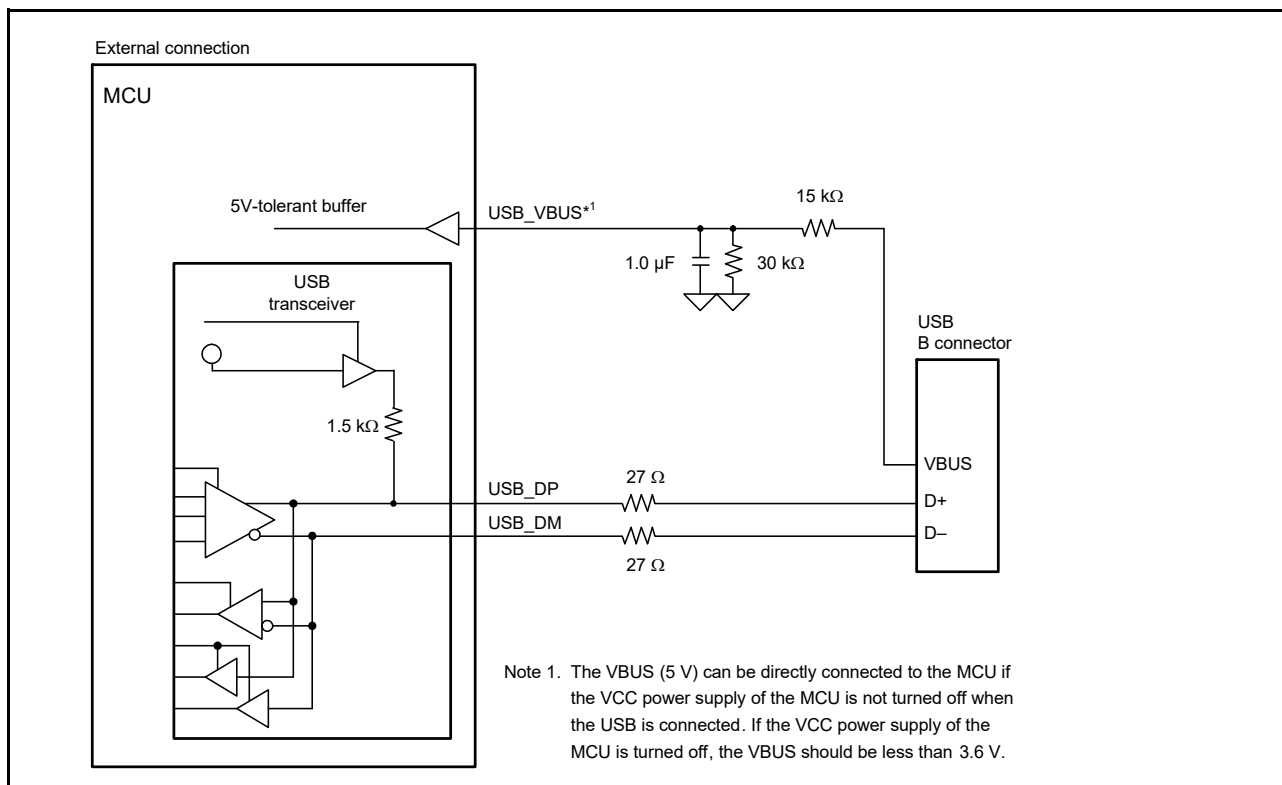 External connection
MCU
5V-tolerant buffer
USB_VBUS*1
15 kΩ
1.0 µF
30 kΩ
USB
transceiver
USB
B connector
1.5 kΩ
VBUS
27 Ω
USB_DP
D+
USB_DM
D–
27 Ω
Note 1. The VBUS (5 V) can be directly connected to the MCU if
the VCC power supply of the MCU is not turned off when
the USB is connected. If the VCC power supply of the
MCU is turned off, the VBUS should be less than 3.6 V.